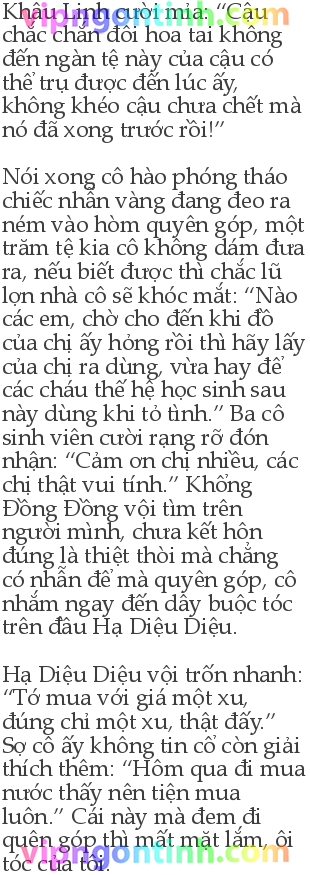 Khâu Linh cười mỉa: “Cậu
chắc chắn đôi hoa tai không
đến ngàn tệ này của cậu có
thể trụ được đến lúc ấy,
không khéo cậu chưa chết mà
nó đã xong trước rồi!”
Nói xong cô hào phóng tháo
chiếc nhẫn vàng đang đeo ra
ném vào hòm quyên góp, một
trăm tệ kia cô không dám đưa
ra, nếu biết được thì chắc lũ
lợn nhà cô sẽ khóc mắt: “Nào
các em, chờ cho đến khi đồ
của chị ấy hỏng rồi thì hãy lấy
của chị ra dùng, vừa hay để
các cháu thế hệ học sinh sau
này dùng khi tỏ tình.” Ba cô
sinh viên cười rạng rỡ đón
nhận: “Cảm ơn chị nhiều, các
chị thật vui tính.” Khổng
Đồng Đồng vội tìm trên
người mình, chưa kết hôn
đúng là thiệt thòi mà chẳng
có nhẫn để mà quyên góp, cô
nhắm ngay đến dây buộc tóc
trên đầu Hạ Diệu Diệu.
Hạ Diệu Diệu vội trốn nhanh:
“Tớ mua với giá một xu,
đúng chỉ một xu, thật đấy.”
Sợ cô ấy không tin cổ còn giải
thích thêm: “Hôm qua đi mua
nước thấy nên tiện mua
luôn.” Cái này mà đem đi
quên góp thì mất mặt lắm, ôi
tóc của tôi.
vipngontinh.com
vipngontinh.com